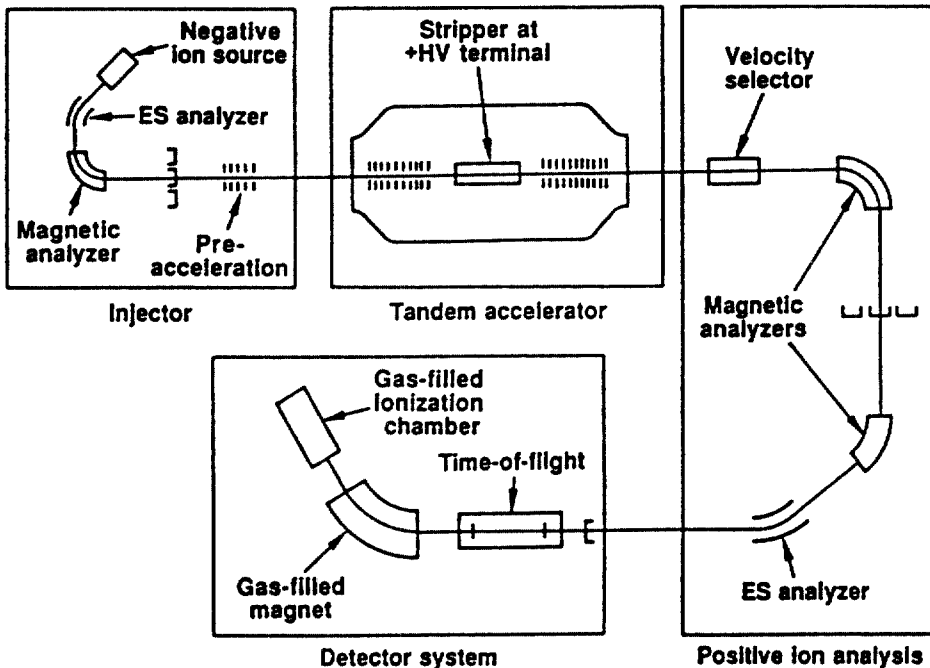 Negative
ion source
ES analyzer
Magnetic
analyzer
Pre-
acceleration
Injector
Stripper at
+HV terminal
Tandem accelerator
Velocity
selector
Magnetic
analyzers
ES analyzer
Positive ion analysis
Gas-filled
ionization
chamber
Time-of-flight
Gas-filled
magnet
Detector system